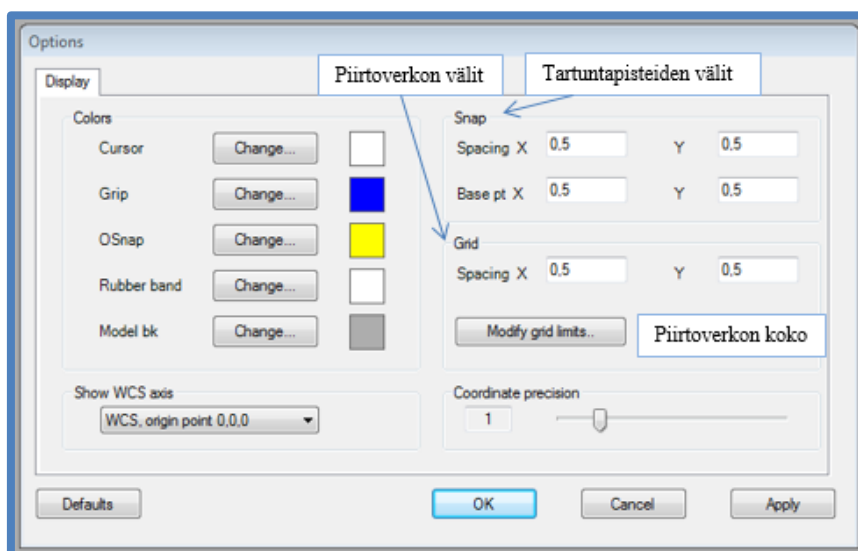 Options
Display
Piirtoverkon välit
Tartuntapisteiden välit
Colors
Cursor Change...
Grip Change...
OSnap Change...
Rubber band Change...
Model bk Change...
Snap
Spacing X 0,5 Y 0,5
Base pt X 0,5 Y 0,5
Grid
Spacing X 0,5 Y 0,5
Modify grid limits..
Piirtoverkon koko
Show WCS axis
WCS, origin point 0,0,0
Coordinate precision
1
Defaults
OK
Cancel
Apply